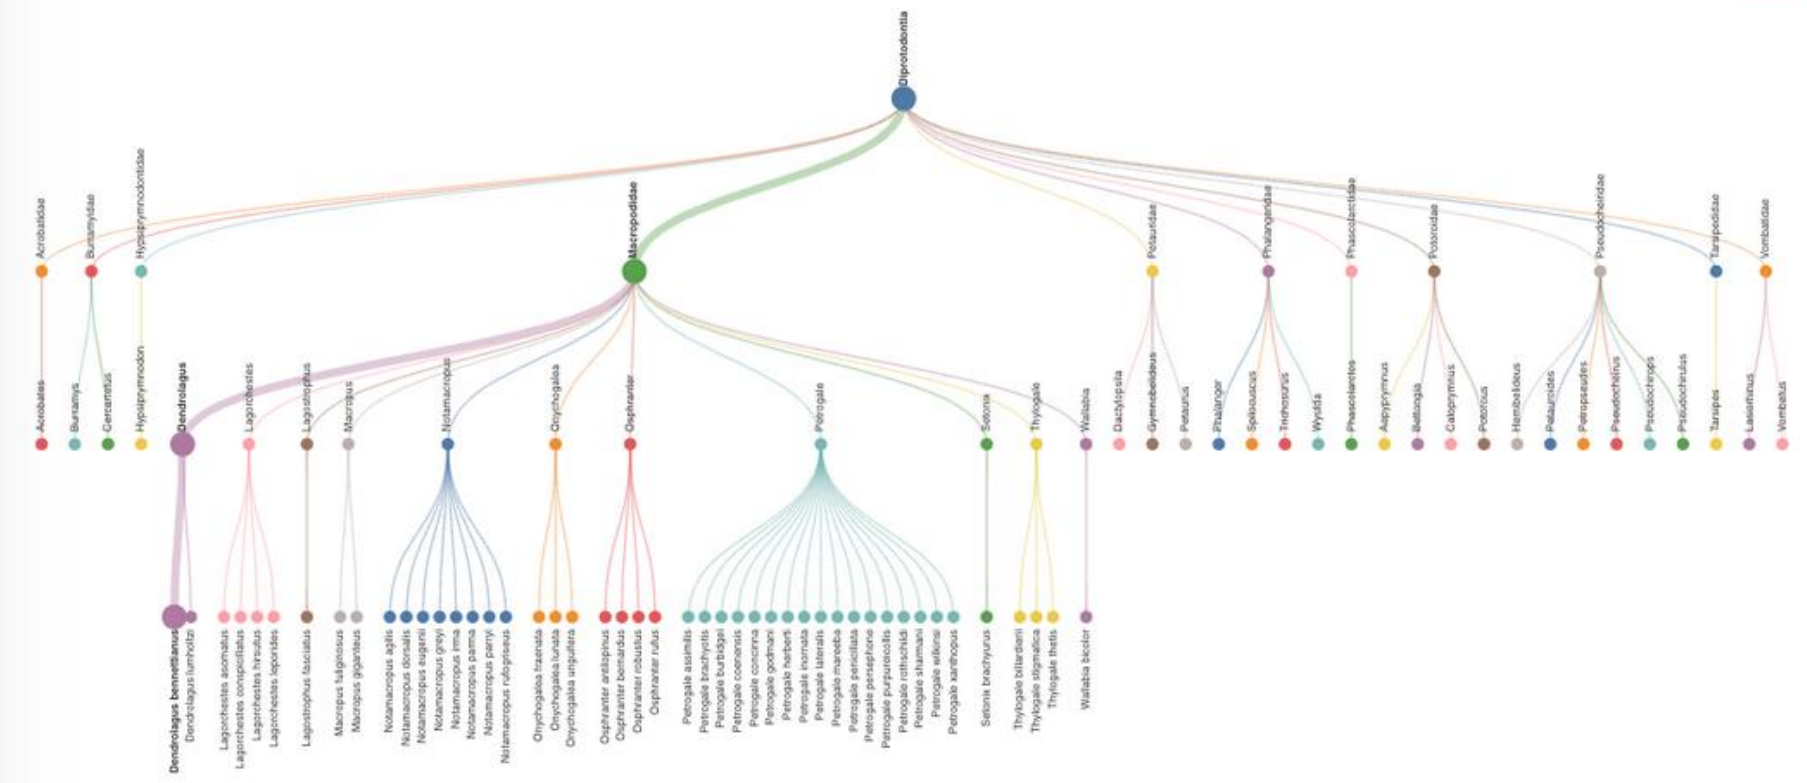 Diprotodontia
Acrobatidae
Burramyidae
Hypsiprymnodontidae
Macropodidae
Petauridae
Phalangeridae
Phascolarctidae
Potoroidae
Pseudocheiridae
Tarsipedidae
Vombatidae
Acrobates
Burramys
Cercartetus
Hypsiprymnodon
Dendrolagus
Lagorchestes
Lagostrophus
Macropus
Notamacropus
Onychogalea
Osphranter
Petrogale
Setonix
Thylogale
Wallabia
Dactylopsila
Gymnobelideus
Petaurus
Phalanger
Spilocuscus
Trichosurus
Wyulda
Phascolarctos
Aepyprymnus
Bettongia
Caloprymnus
Potorous
Hemibelideus
Petauroides
Petropseudes
Pseudocheirus
Pseudochirops
Pseudochirulus
Tarsipes
Lasiorhinus
Vombatus
Dendrolagus bennettianus
Dendrolagus lumholtzi
Lagorchestes asomatus
Lagorchestes conspicillatus
Lagorchestes hirsutus
Lagorchestes leporides
Lagostrophus fasciatus
Macropus fuliginosus
Macropus giganteus
Notamacropus agilis
Notamacropus dorsalis
Notamacropus eugenii
Notamacropus greyi
Notamacropus irma
Notamacropus parma
Notamacropus parryi
Notamacropus rufogriseus
Onychogalea fraenata
Onychogalea lunata
Onychogalea unguifera
Osphranter antilopinus
Osphranter bernardus
Osphranter robustus
Osphranter rufus
Petrogale assimilis
Petrogale brachyotis
Petrogale burbidgei
Petrogale coenensis
Petrogale concinna
Petrogale godmani
Petrogale herberti
Petrogale inornata
Petrogale lateralis
Petrogale mareeba
Petrogale penicillata
Petrogale persephone
Petrogale purpureicollis
Petrogale rothschildi
Petrogale sharmani
Petrogale wilkinsi
Petrogale xanthopus
Setonix brachyurus
Thylogale billardierii
Thylogale stigmatica
Thylogale thetis
Wallabia bicolor